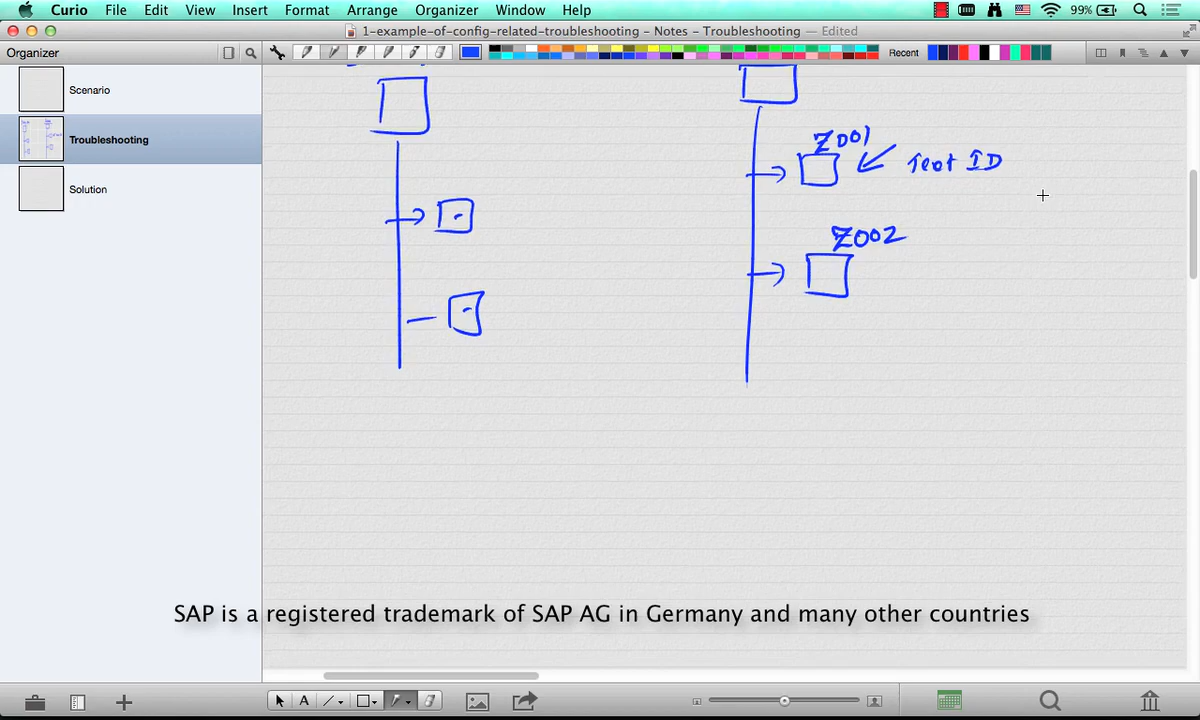 Curio File Edit View Insert Format Arrange Organizer Window Help 99%
1-example-of-config-related-troubleshooting — Notes — Troubleshooting — Edited
Organizer
Recent
Scenario
Troubleshooting
Solution
Z001
Text ID
Z002
SAP is a registered trademark of SAP AG in Germany and many other countries
A